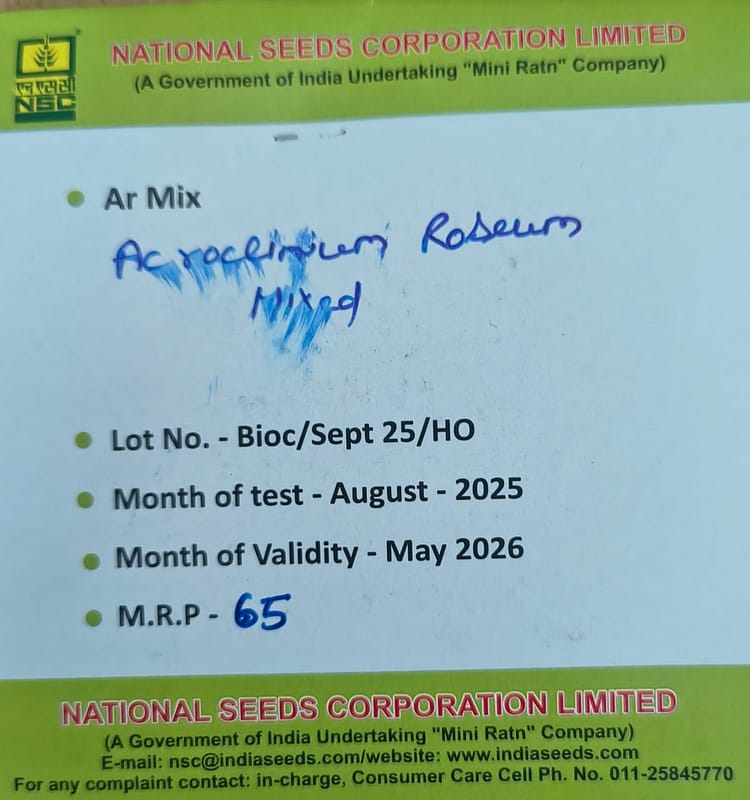 एन एस सी
NSC
NATIONAL SEEDS CORPORATION LIMITED
(A Government of India Undertaking "Mini Ratn" Company)
Ar Mix
Acroclinium Roseum
Mixed
Lot No. - Bioc/Sept 25/HO
Month of test - August - 2025
Month of Validity - May 2026
M.R.P - 65
NATIONAL SEEDS CORPORATION LIMITED
(A Government of India Undertaking "Mini Ratn" Company)
E-mail: nsc@indiaseeds.com/website: www.indiaseeds.com
For any complaint contact: in-charge, Consumer Care Cell Ph. No. 011-25845770